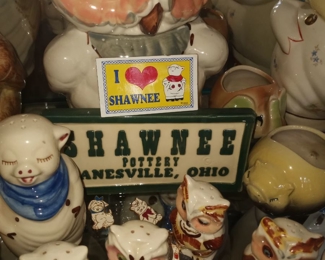 I
SHAWNEE
SHAWNEE
POTTERY
ANESVILLE, OHIO